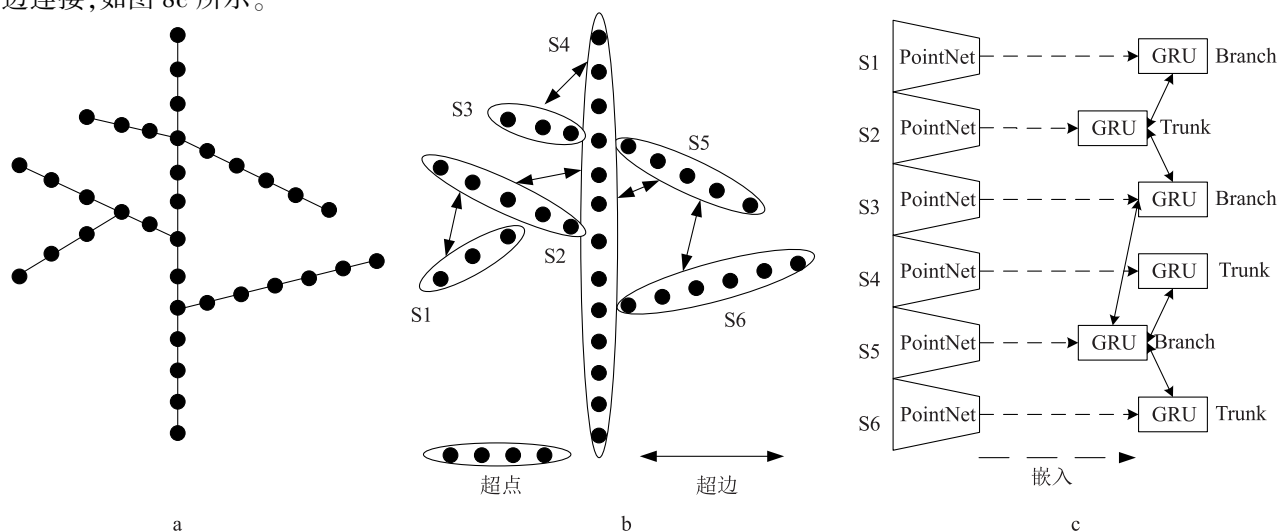 边连接,如图 8c 所示。
S4
S3
S5
S2
S1
S6
超点
超边
S1 PointNet GRU Branch
S2 PointNet GRU Trunk
S3 PointNet GRU Branch
S4 PointNet GRU Trunk
S5 PointNet GRU Branch
S6 PointNet GRU Trunk
嵌入
a b c